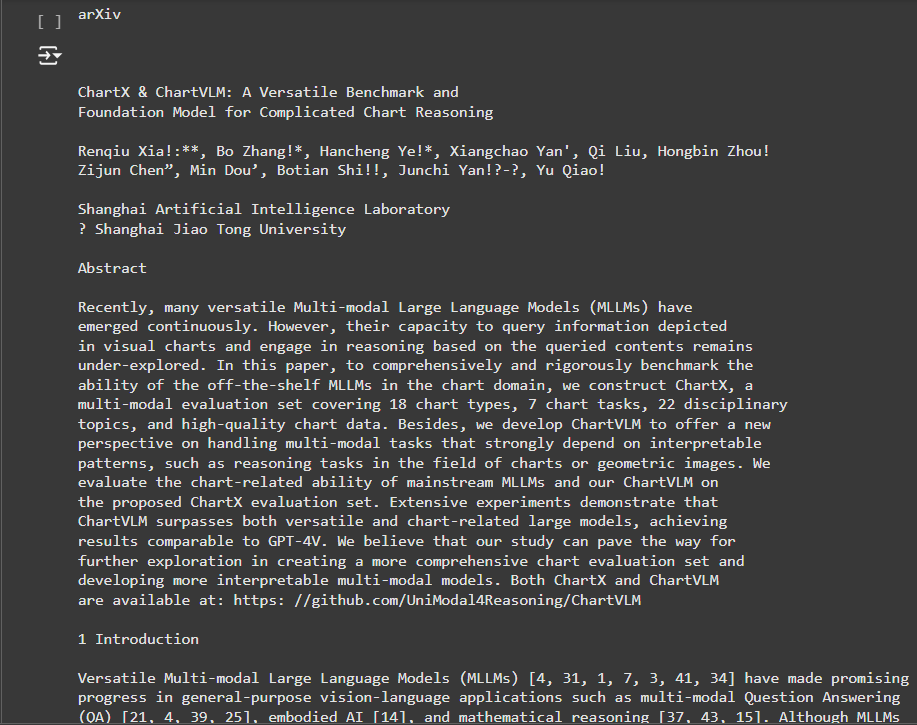 [ ] arXiv
ChartX & ChartVLM: A Versatile Benchmark and
Foundation Model for Complicated Chart Reasoning
Renqiu Xia!:**, Bo Zhang!*, Hancheng Ye!*, Xiangchao Yan', Qi Liu, Hongbin Zhou!
Zijun Chen”, Min Dou’, Botian Shi!!, Junchi Yan!?-?, Yu Qiao!
Shanghai Artificial Intelligence Laboratory
? Shanghai Jiao Tong University
Abstract
Recently, many versatile Multi-modal Large Language Models (MLLMs) have
emerged continuously. However, their capacity to query information depicted
in visual charts and engage in reasoning based on the queried contents remains
under-explored. In this paper, to comprehensively and rigorously benchmark the
ability of the off-the-shelf MLLMs in the chart domain, we construct ChartX, a
multi-modal evaluation set covering 18 chart types, 7 chart tasks, 22 disciplinary
topics, and high-quality chart data. Besides, we develop ChartVLM to offer a new
perspective on handling multi-modal tasks that strongly depend on interpretable
patterns, such as reasoning tasks in the field of charts or geometric images. We
evaluate the chart-related ability of mainstream MLLMs and our ChartVLM on
the proposed ChartX evaluation set. Extensive experiments demonstrate that
ChartVLM surpasses both versatile and chart-related large models, achieving
results comparable to GPT-4V. We believe that our study can pave the way for
further exploration in creating a more comprehensive chart evaluation set and
developing more interpretable multi-modal models. Both ChartX and ChartVLM
are available at: https: //github.com/UniModal4Reasoning/ChartVLM
1 Introduction
Versatile Multi-modal Large Language Models (MLLMs) [4, 31, 1, 7, 3, 41, 34] have made promising
progress in general-purpose vision-language applications such as multi-modal Question Answering
(QA) [21, 4, 39, 25], embodied AI [14], and mathematical reasoning [37, 43, 15]. Although MLLMs